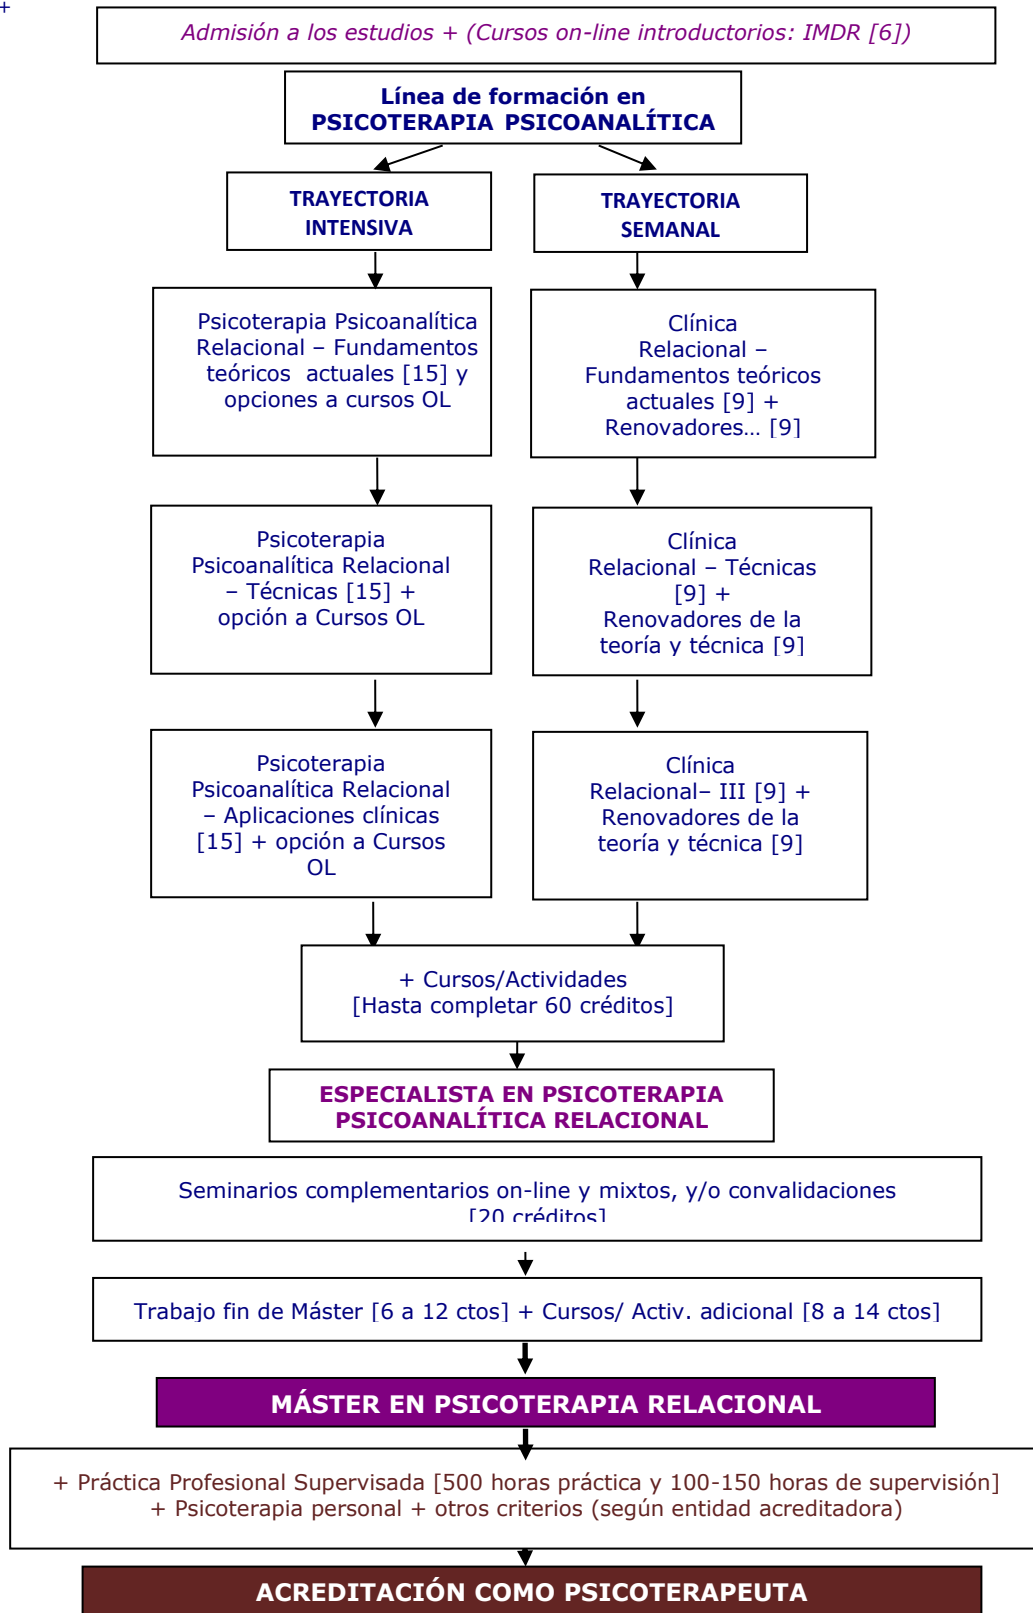 +
Admisión a los estudios + (Cursos on-line introductorios: IMDR [6])
Línea de formación en
PSICOTERAPIA PSICOANALÍTICA
TRAYECTORIA
INTENSIVA
TRAYECTORIA
SEMANAL
Psicoterapia Psicoanalítica
Relacional – Fundamentos
teóricos actuales [15] y
opciones a cursos OL
Clínica
Relacional –
Fundamentos teóricos
actuales [9] +
Renovadores… [9]
Psicoterapia
Psicoanalítica Relacional
– Técnicas [15] +
opción a Cursos OL
Clínica
Relacional – Técnicas
[9] +
Renovadores de la
teoría y técnica [9]
Psicoterapia
Psicoanalítica Relacional
– Aplicaciones clínicas
[15] + opción a Cursos
OL
Clínica
Relacional– III [9] +
Renovadores de la
teoría y técnica [9]
+ Cursos/Actividades
[Hasta completar 60 créditos]
ESPECIALISTA EN PSICOTERAPIA
PSICOANALÍTICA RELACIONAL
Seminarios complementarios on-line y mixtos, y/o convalidaciones
[20 créditos]
Trabajo fin de Máster [6 a 12 ctos] + Cursos/ Activ. adicional [8 a 14 ctos]
MÁSTER EN PSICOTERAPIA RELACIONAL
+ Práctica Profesional Supervisada [500 horas práctica y 100-150 horas de supervisión]
+ Psicoterapia personal + otros criterios (según entidad acreditadora)
ACREDITACIÓN COMO PSICOTERAPEUTA